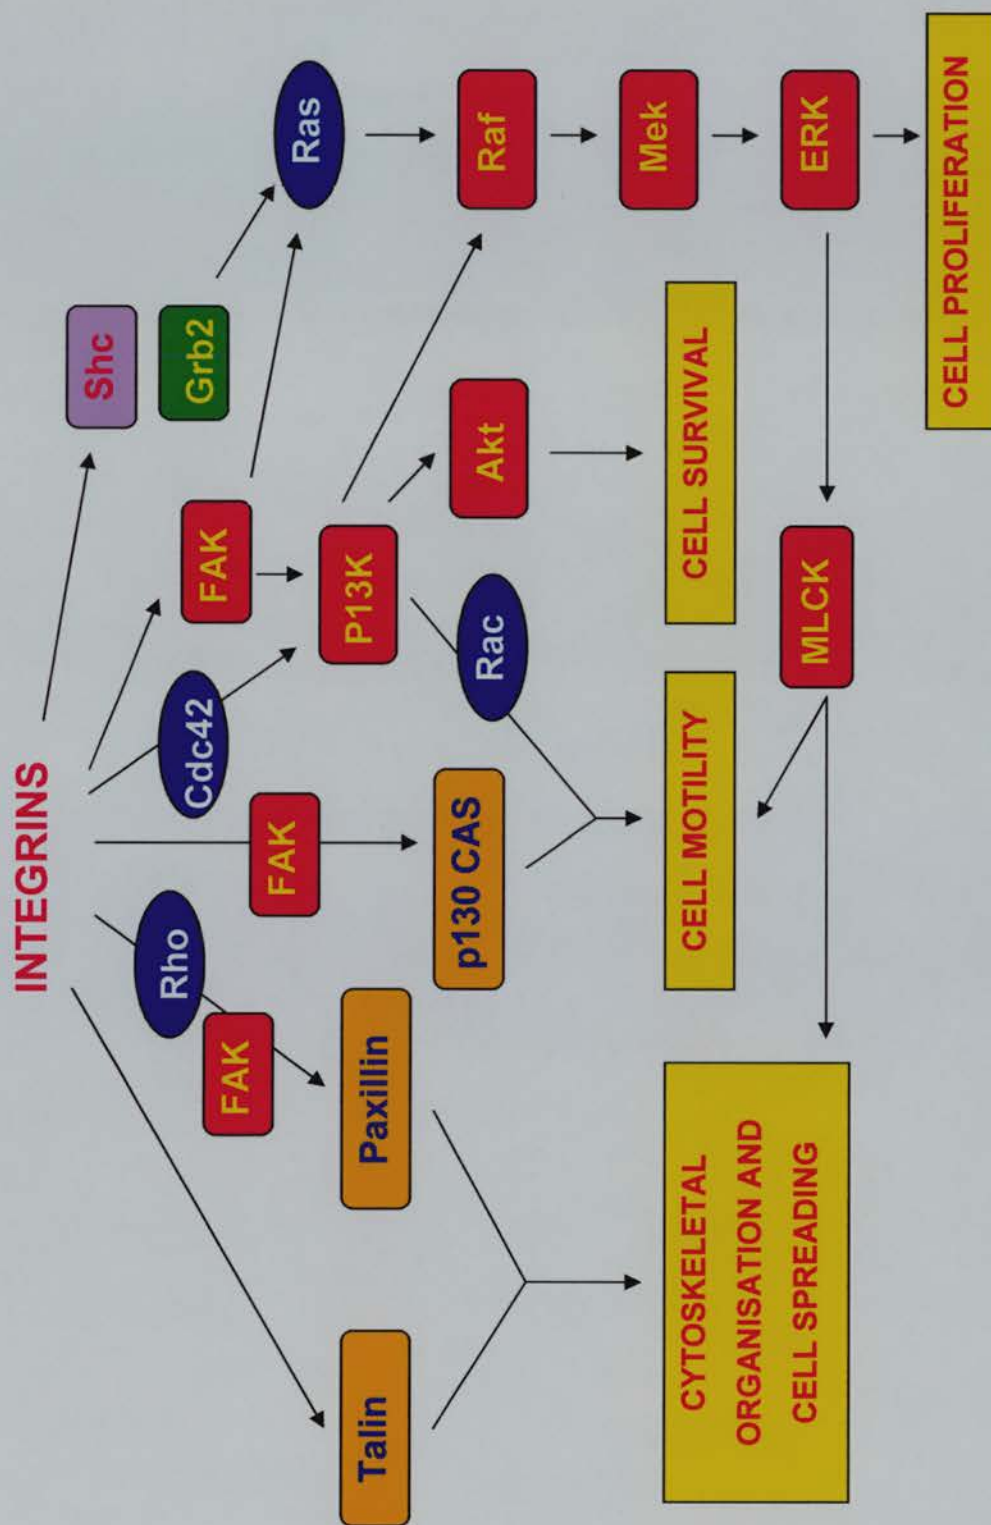 INTEGRINS
Shc
Grb2
Ras
FAK
Cdc42
Rho
FAK
FAK
P13K
Raf
Talin
Paxillin
p130 CAS
Rac
Akt
Mek
CYTOSKELETAL
ORGANISATION AND
CELL SPREADING
CELL MOTILITY
CELL SURVIVAL
ERK
MLCK
CELL PROLIFERATION